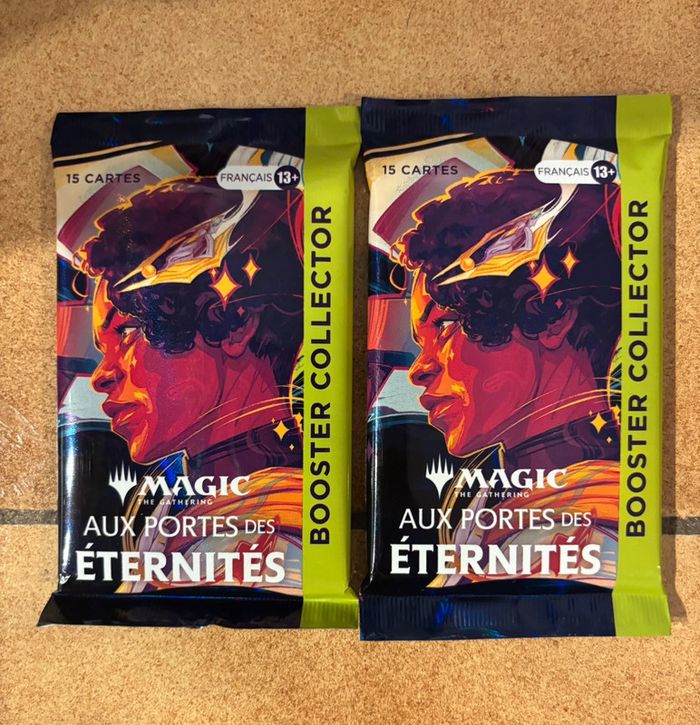 15 CARTES
FRANÇAIS 13+
BOOSTER COLLECTOR
MAGIC
THE GATHERING
AUX PORTES DES
ÉTERNITÉS
15 CARTES
FRANÇAIS 13+
BOOSTER COLLECTOR
MAGIC
THE GATHERING
AUX PORTES DES
ÉTERNITÉS